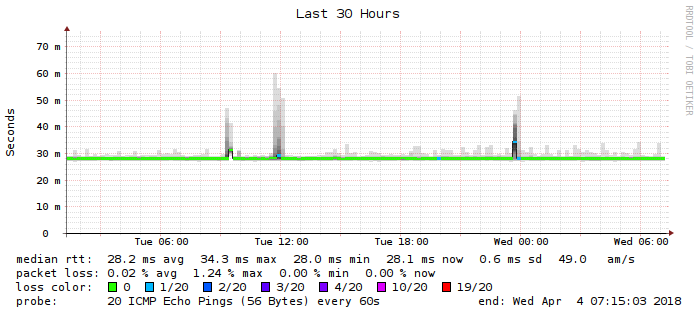 Last 30 Hours
RRDTOOL / TOBI OETIKER
Seconds
70 m
60 m
50 m
40 m
30 m
20 m
10 m
0
Tue 06:00 Tue 12:00 Tue 18:00 Wed 00:00 Wed 06:00
median rtt: 28.2 ms avg 34.3 ms max 28.0 ms min 28.1 ms now 0.6 ms sd 49.0 am/s
packet loss: 0.02 % avg 1.24 % max 0.00 % min 0.00 % now
loss color: 0 1/20 2/20 3/20 4/20 10/20 19/20
probe: 20 ICMP Echo Pings (56 Bytes) every 60s end: Wed Apr 4 07:15:03 2018